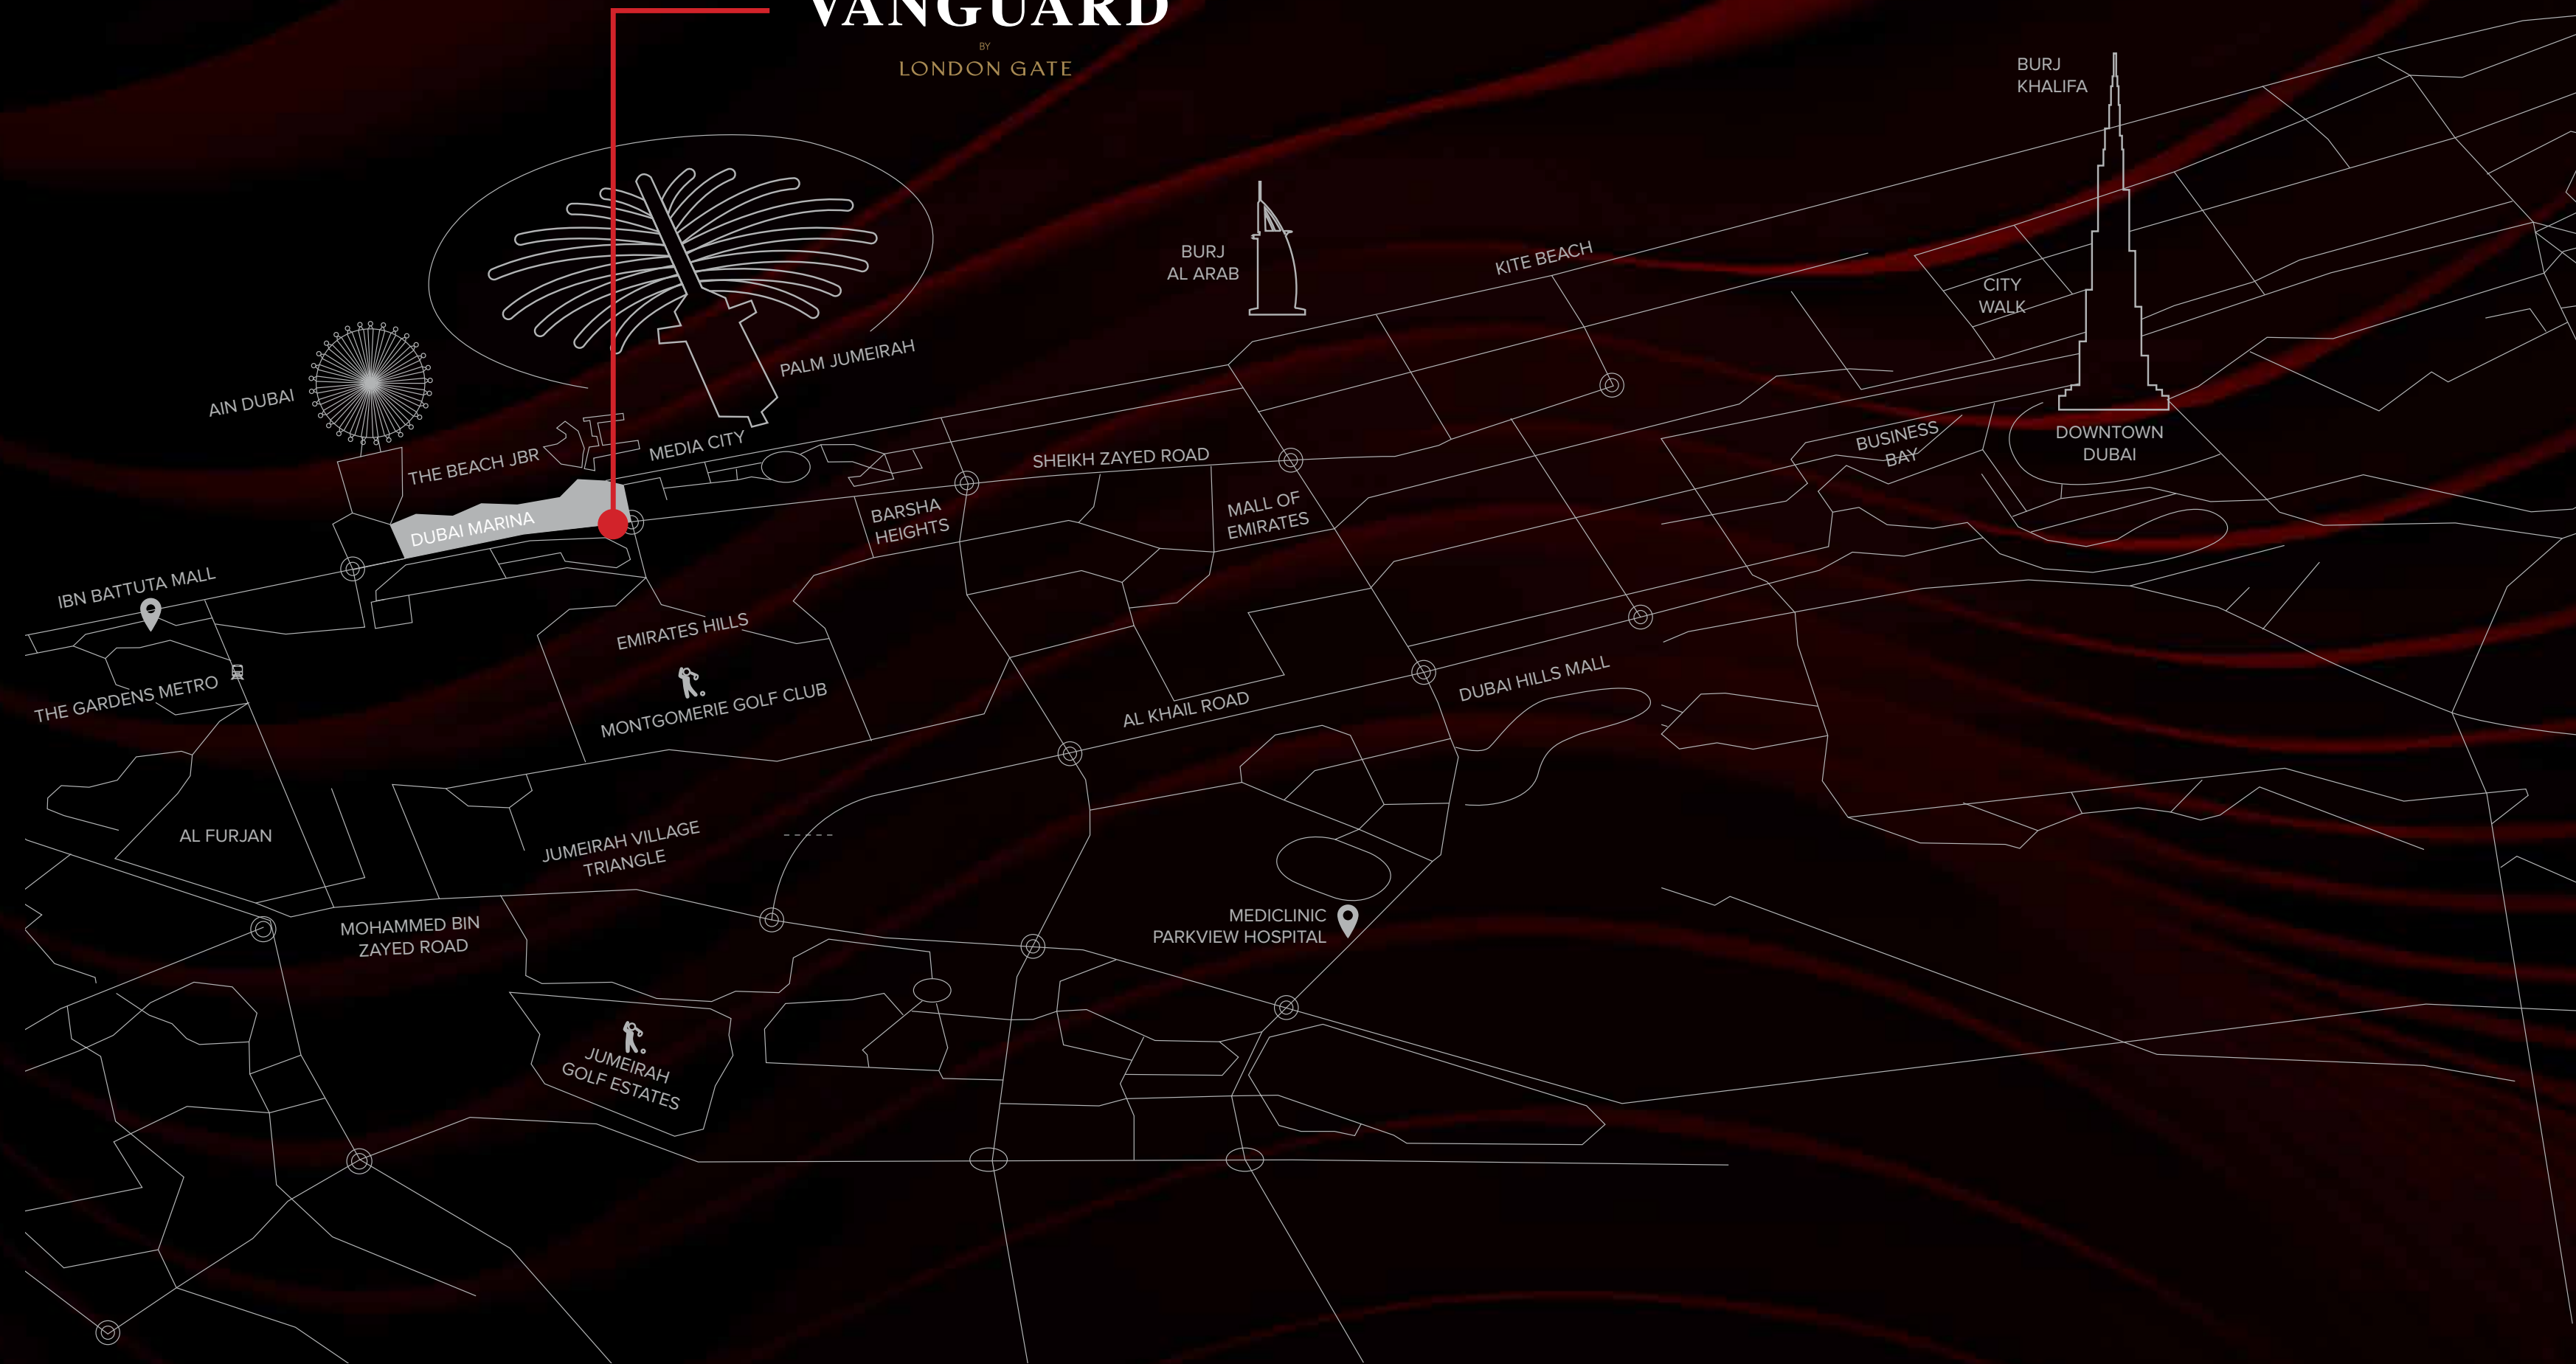 VANGUARD
BY
LONDON GATE
BURJ
KHALIFA
BURJ
AL ARAB
KITE BEACH
CITY
WALK
PALM JUMEIRAH
AIN DUBAI
THE BEACH JBR
MEDIA CITY
SHEIKH ZAYED ROAD
BUSINESS
BAY
DOWNTOWN
DUBAI
DUBAI MARINA
BARSHA
HEIGHTS
MALL OF
EMIRATES
IBN BATTUTA MALL
EMIRATES HILLS
THE GARDENS METRO
MONTGOMERIE GOLF CLUB
AL KHAIL ROAD
DUBAI HILLS MALL
AL FURJAN
JUMEIRAH VILLAGE
TRIANGLE
MOHAMMED BIN
ZAYED ROAD
MEDICLINIC
PARKVIEW HOSPITAL
JUMEIRAH
GOLF ESTATES